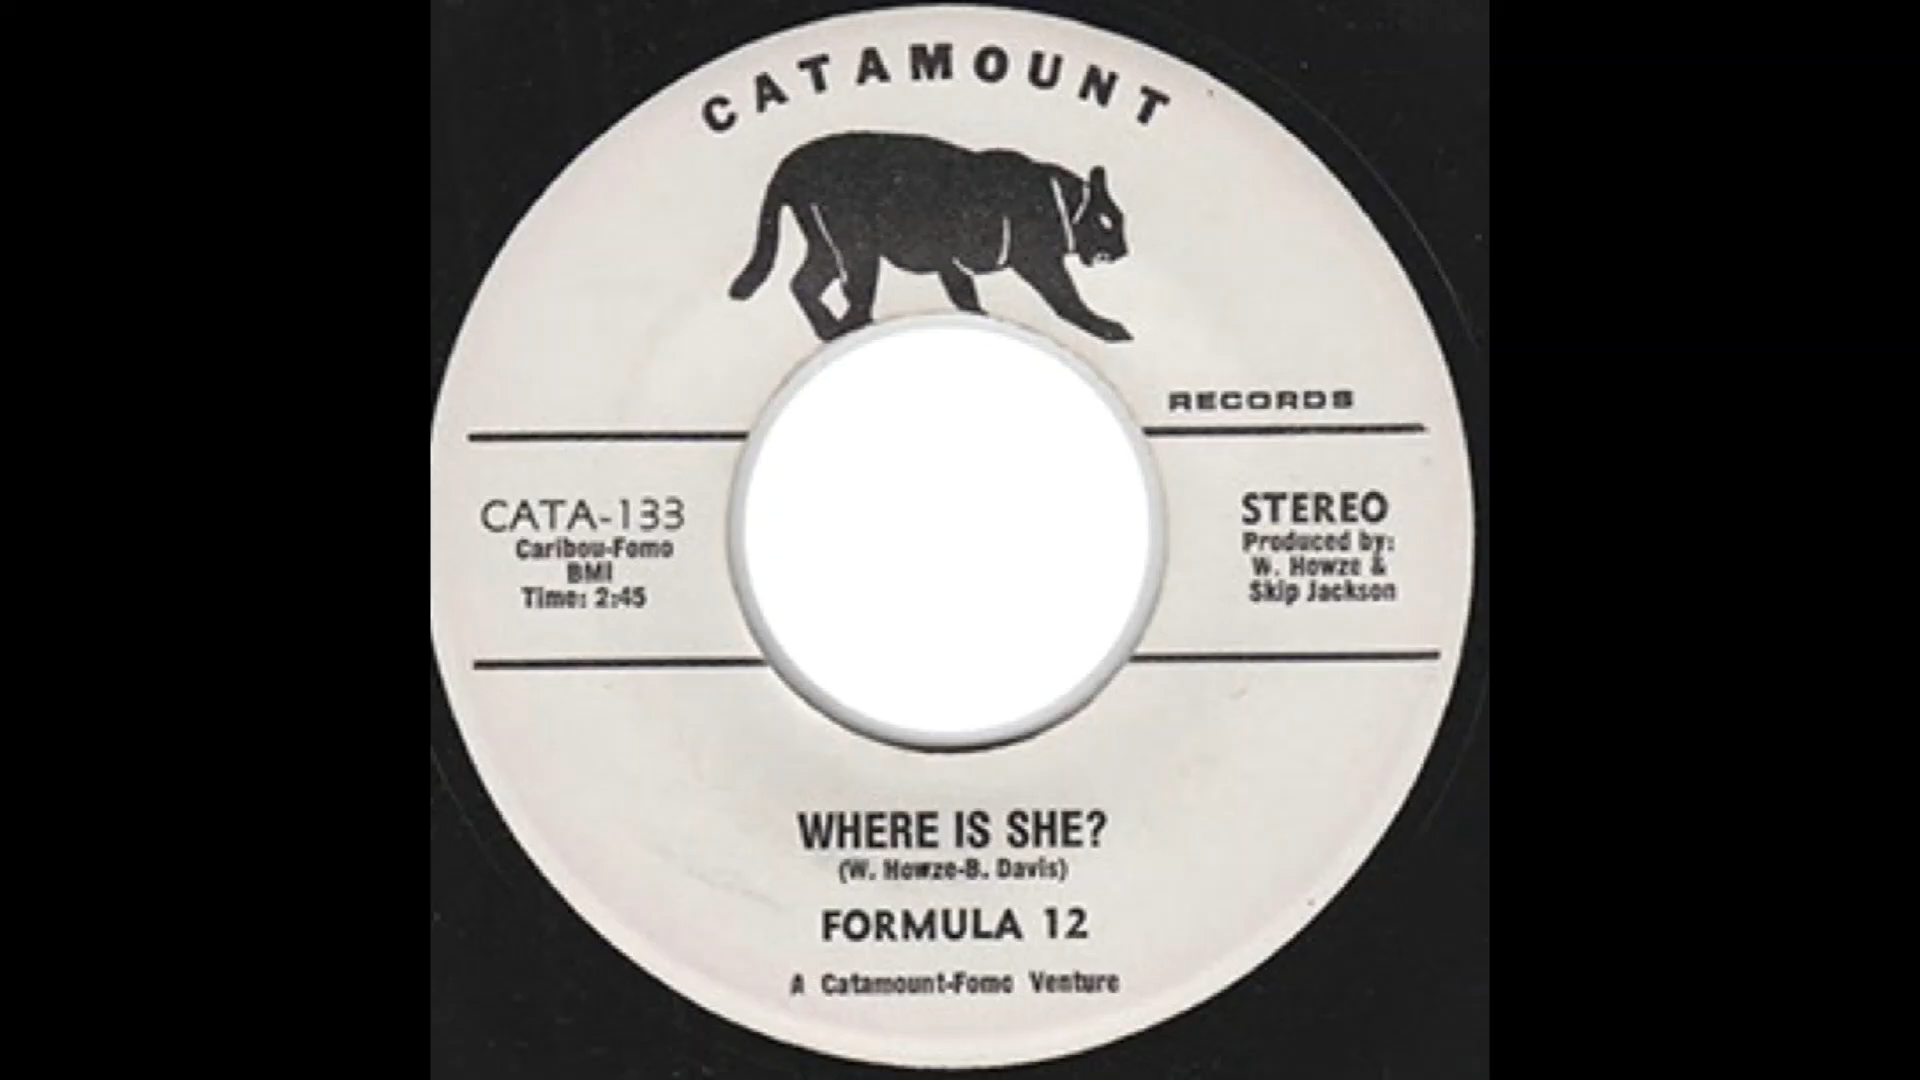 CATAMOUNT
RECORDS
CATA-133
Caribou-Fomo
BMI
Time: 2:45
STEREO
Produced by:
W. Howze &
Skip Jackson
WHERE IS SHE?
(W. Howze-B. Davis)
FORMULA 12
A Catamount-Fomo Venture